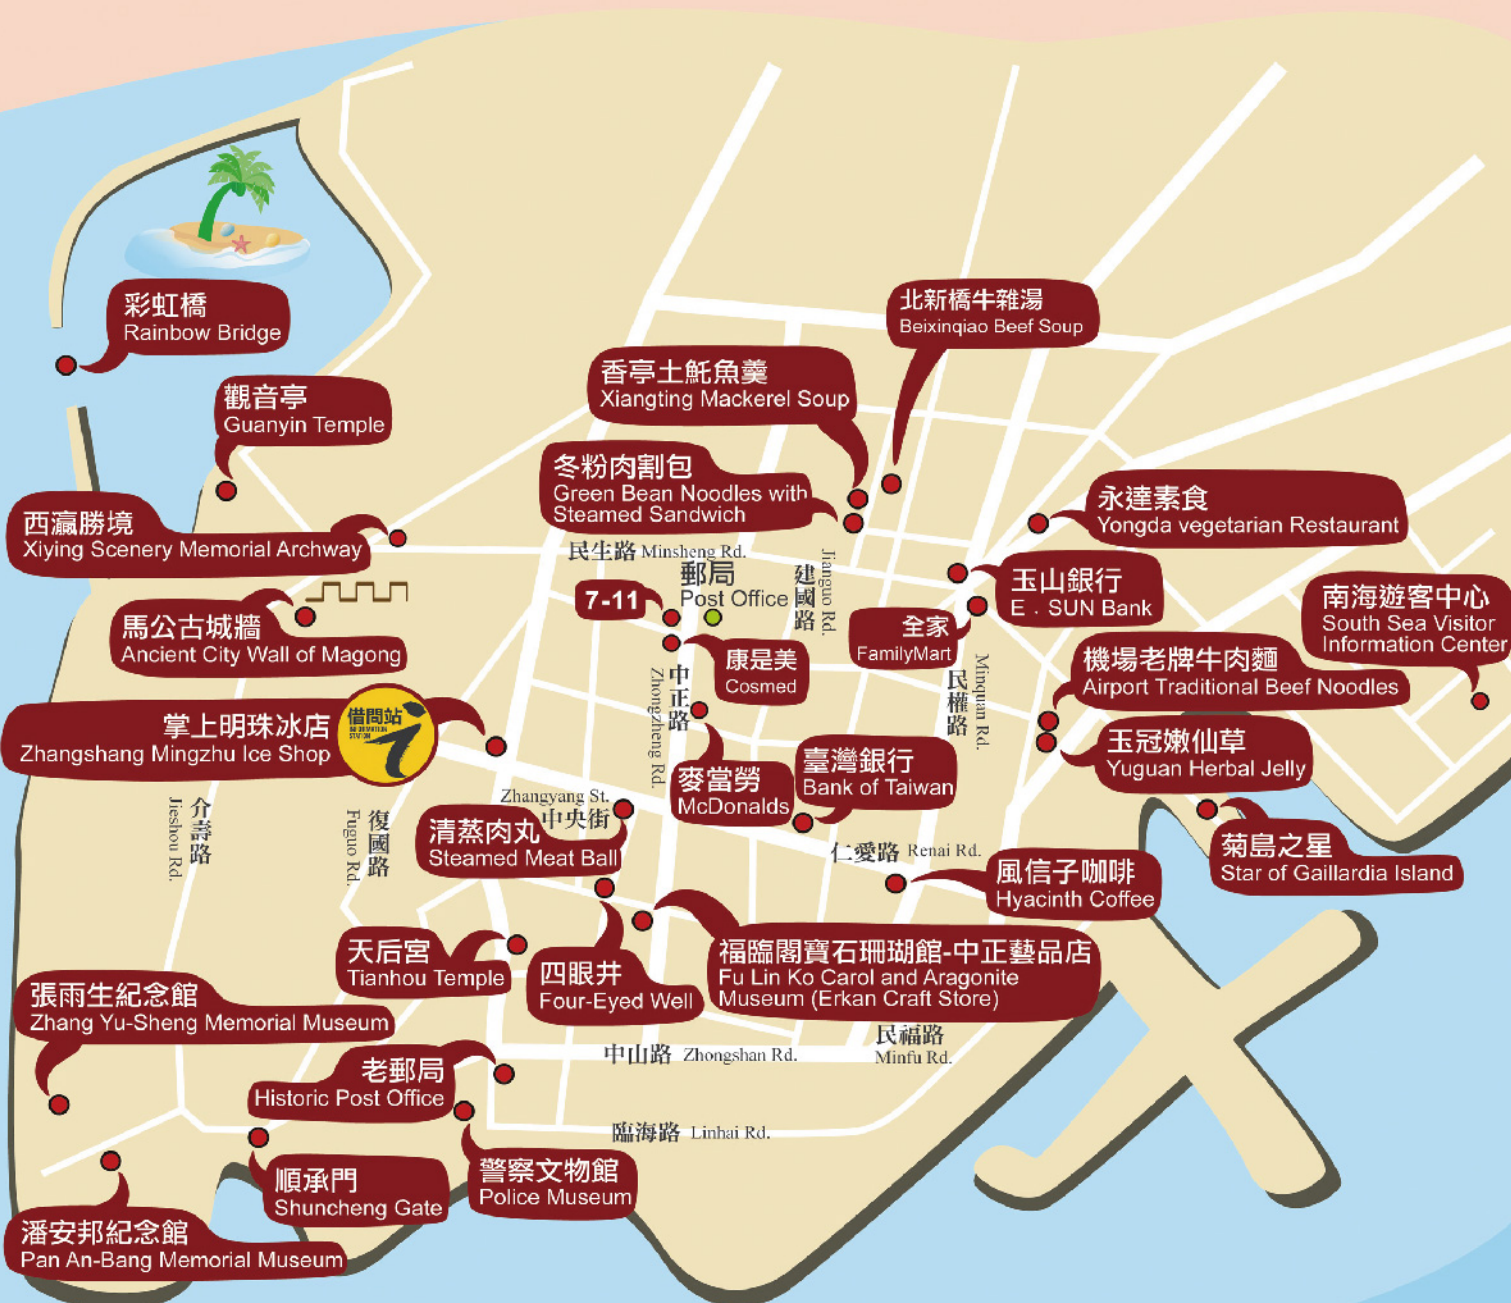 彩虹橋
Rainbow Bridge
北新橋牛雜湯
Beixinqiao Beef Soup
香亭土魠魚羹
Xiangting Mackerel Soup
觀音亭
Guanyin Temple
冬粉肉割包
Green Bean Noodles with
Steamed Sandwich
永達素食
Yongda vegetarian Restaurant
西瀛勝境
Xiying Scenery Memorial Archway
民生路 Minsheng Rd.
郵局
Post Office
建國路
Jianguo Rd.
玉山銀行
E . SUN Bank
南海遊客中心
South Sea Visitor
Information Center
7-11
馬公古城牆
Ancient City Wall of Magong
全家
FamilyMart
康是美
Cosmed
機場老牌牛肉麵
Airport Traditional Beef Noodles
中正路
Zhongzheng Rd.
民權路
Minquan Rd.
掌上明珠冰店
Zhangshang Mingzhu Ice Shop
借問站
INFORMATION
STATION
i
玉冠嫩仙草
Yuguan Herbal Jelly
臺灣銀行
Bank of Taiwan
麥當勞
McDonalds
Zhangyang St.
中央街
介壽路
Jieshou Rd.
復國路
Fuguo Rd.
清蒸肉丸
Steamed Meat Ball
仁愛路 Renai Rd.
菊島之星
Star of Gaillardia Island
風信子咖啡
Hyacinth Coffee
天后宮
Tianhou Temple
四眼井
Four-Eyed Well
福臨閣寶石珊瑚館-中正藝品店
Fu Lin Ko Carol and Aragonite
Museum (Erkan Craft Store)
張雨生紀念館
Zhang Yu-Sheng Memorial Museum
民福路
Minfu Rd.
中山路 Zhongshan Rd.
老郵局
Historic Post Office
臨海路 Linhai Rd.
順承門
Shuncheng Gate
警察文物館
Police Museum
潘安邦紀念館
Pan An-Bang Memorial Museum